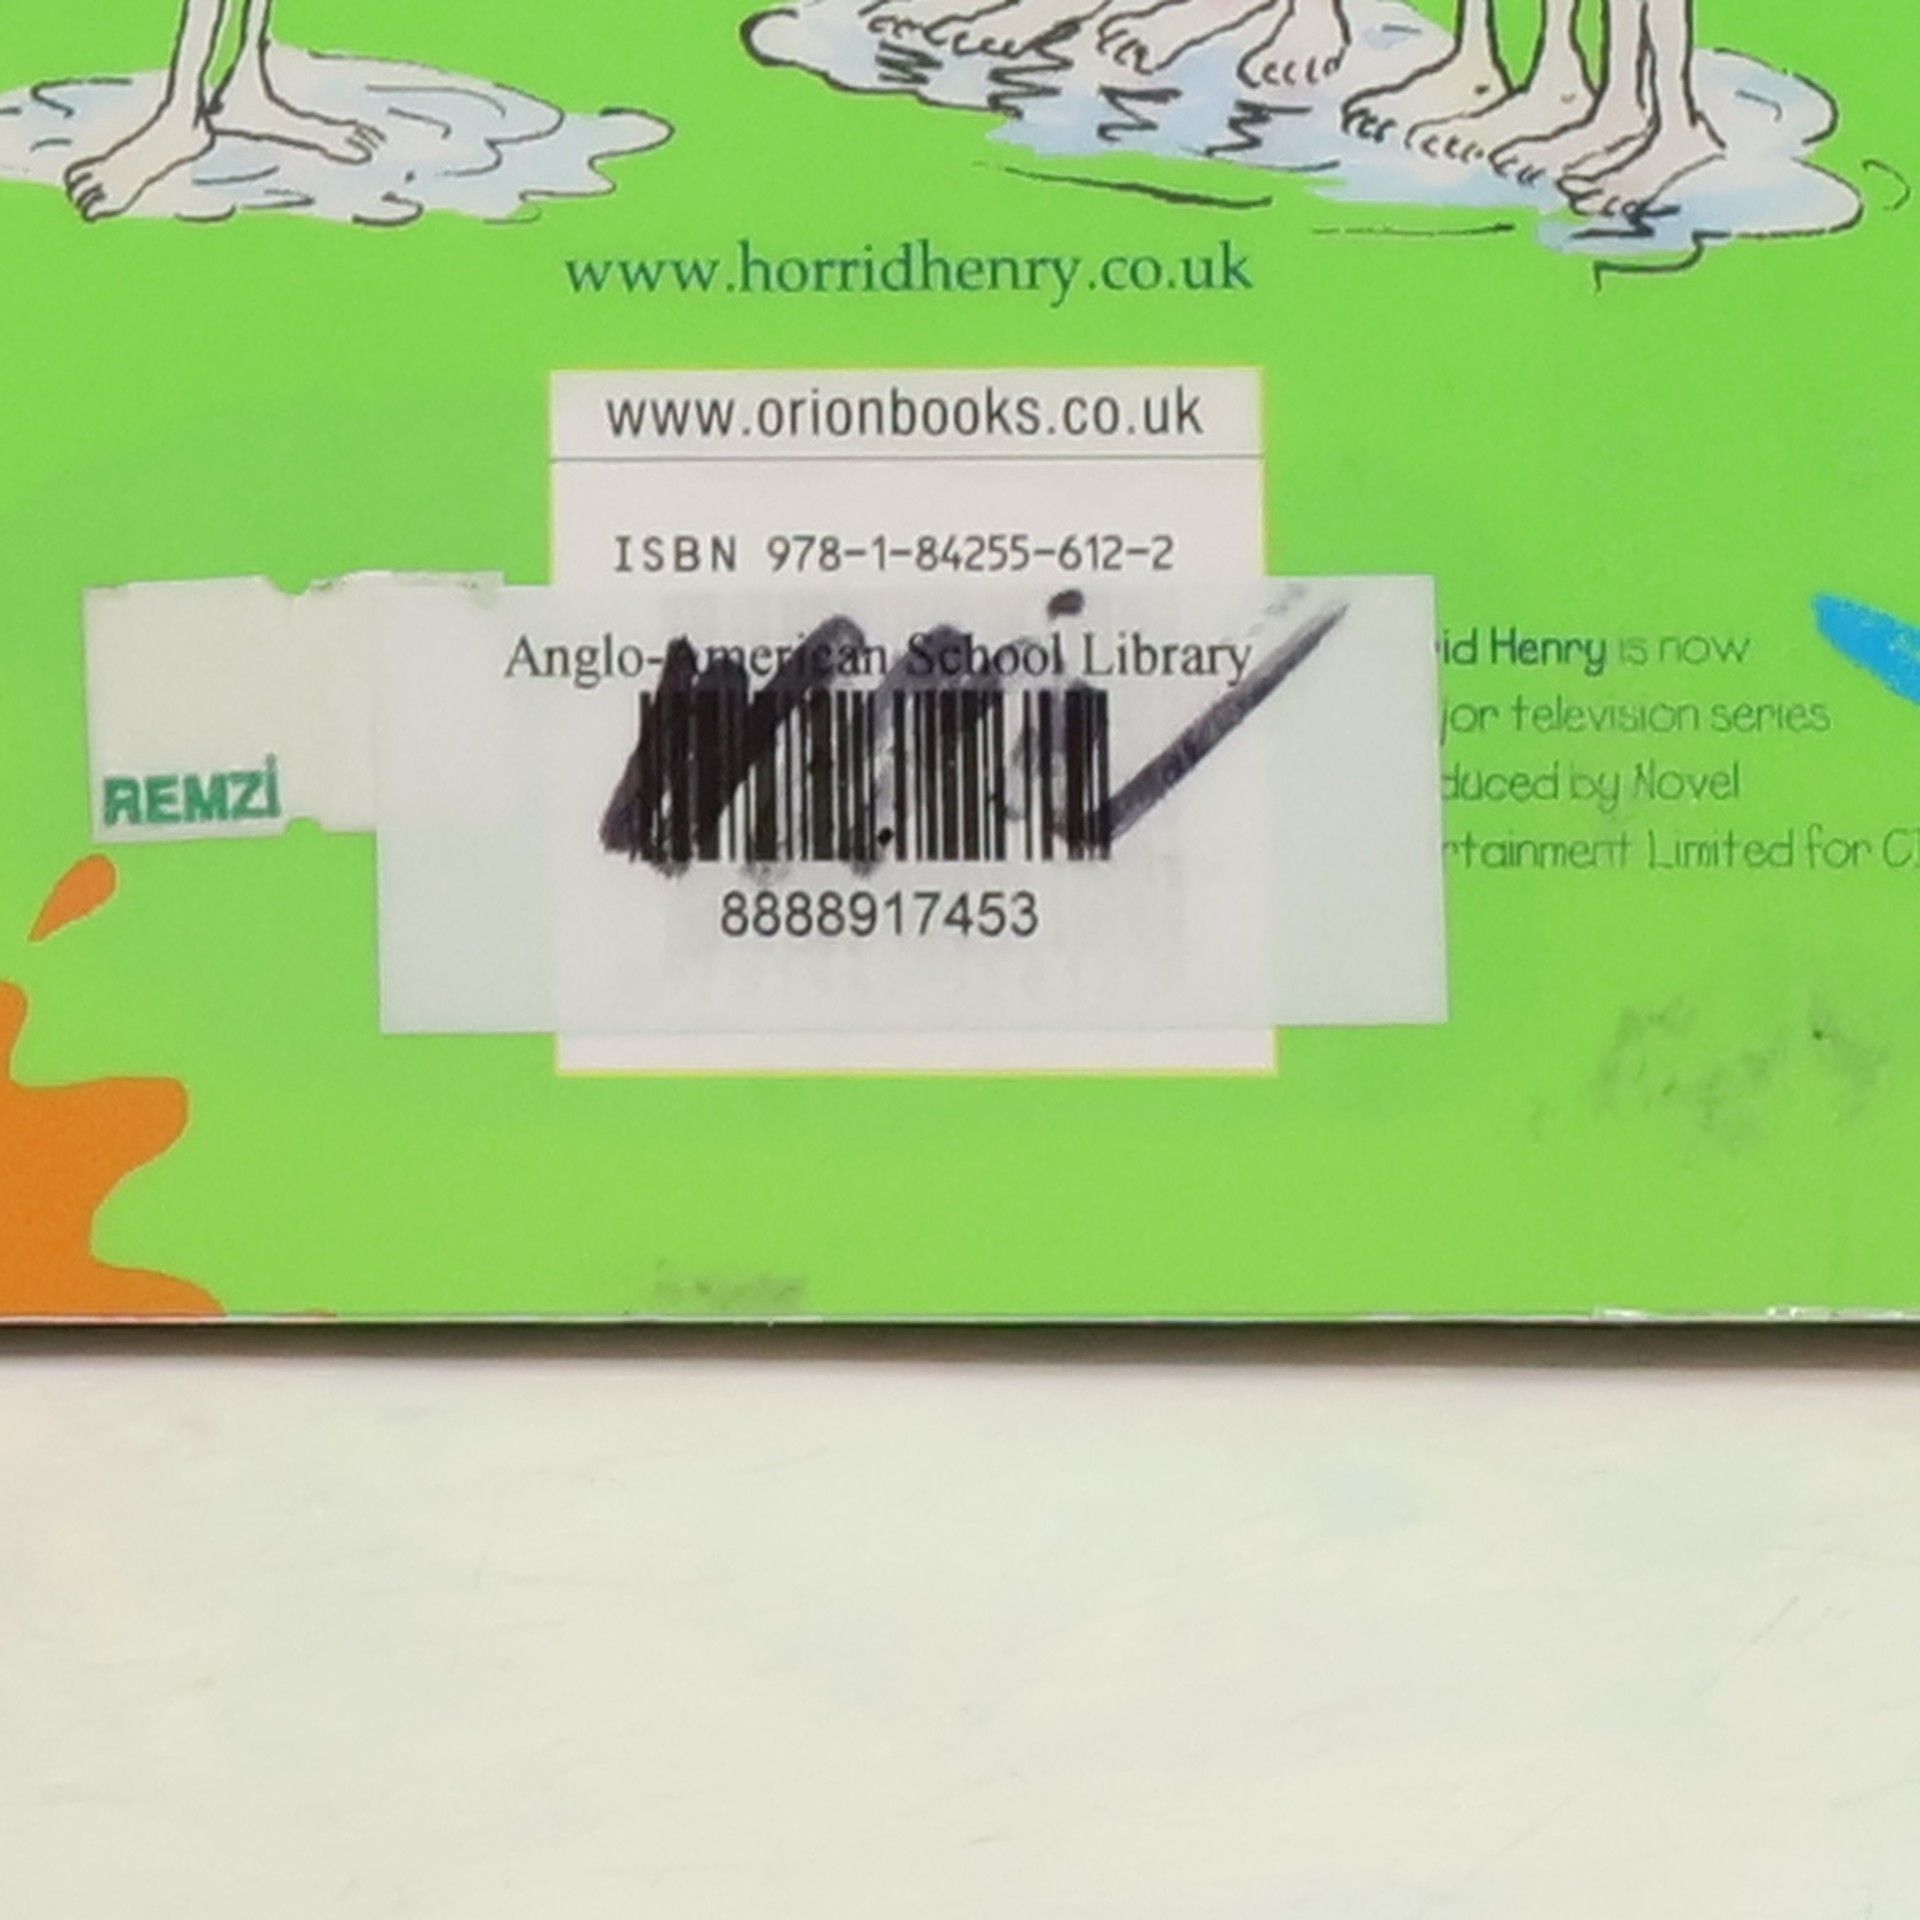 www.horridhenry.co.uk
www.orionbooks.co.uk
ISBN 978-1-84255-612-2
Anglo-American School Library
REMZİ
8888917453
id Henry is now
jor television series
duced by Novel
rtainment Limited for CI